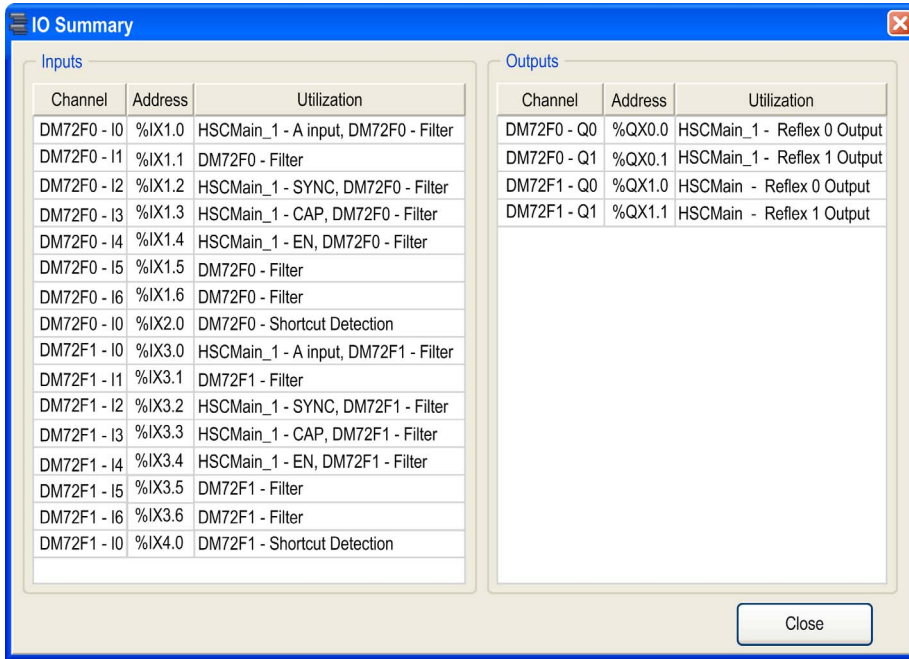 IO Summary
Inputs
Channel Address Utilization
DM72F0 - I0 %IX1.0 HSCMain_1 - A input, DM72F0 - Filter
DM72F0 - I1 %IX1.1 DM72F0 - Filter
DM72F0 - I2 %IX1.2 HSCMain_1 - SYNC, DM72F0 - Filter
DM72F0 - I3 %IX1.3 HSCMain_1 - CAP, DM72F0 - Filter
DM72F0 - I4 %IX1.4 HSCMain_1 - EN, DM72F0 - Filter
DM72F0 - I5 %IX1.5 DM72F0 - Filter
DM72F0 - I6 %IX1.6 DM72F0 - Filter
DM72F0 - I0 %IX2.0 DM72F0 - Shortcut Detection
DM72F1 - I0 %IX3.0 HSCMain_1 - A input, DM72F1 - Filter
DM72F1 - I1 %IX3.1 DM72F1 - Filter
DM72F1 - I2 %IX3.2 HSCMain_1 - SYNC, DM72F1 - Filter
DM72F1 - I3 %IX3.3 HSCMain_1 - CAP, DM72F1 - Filter
DM72F1 - I4 %IX3.4 HSCMain_1 - EN, DM72F1 - Filter
DM72F1 - I5 %IX3.5 DM72F1 - Filter
DM72F1 - I6 %IX3.6 DM72F1 - Filter
DM72F1 - I0 %IX4.0 DM72F1 - Shortcut Detection
Outputs
Channel Address Utilization
DM72F0 - Q0 %QX0.0 HSCMain_1 - Reflex 0 Output
DM72F0 - Q1 %QX0.1 HSCMain_1 - Reflex 1 Output
DM72F1 - Q0 %QX1.0 HSCMain - Reflex 0 Output
DM72F1 - Q1 %QX1.1 HSCMain - Reflex 1 Output
Close